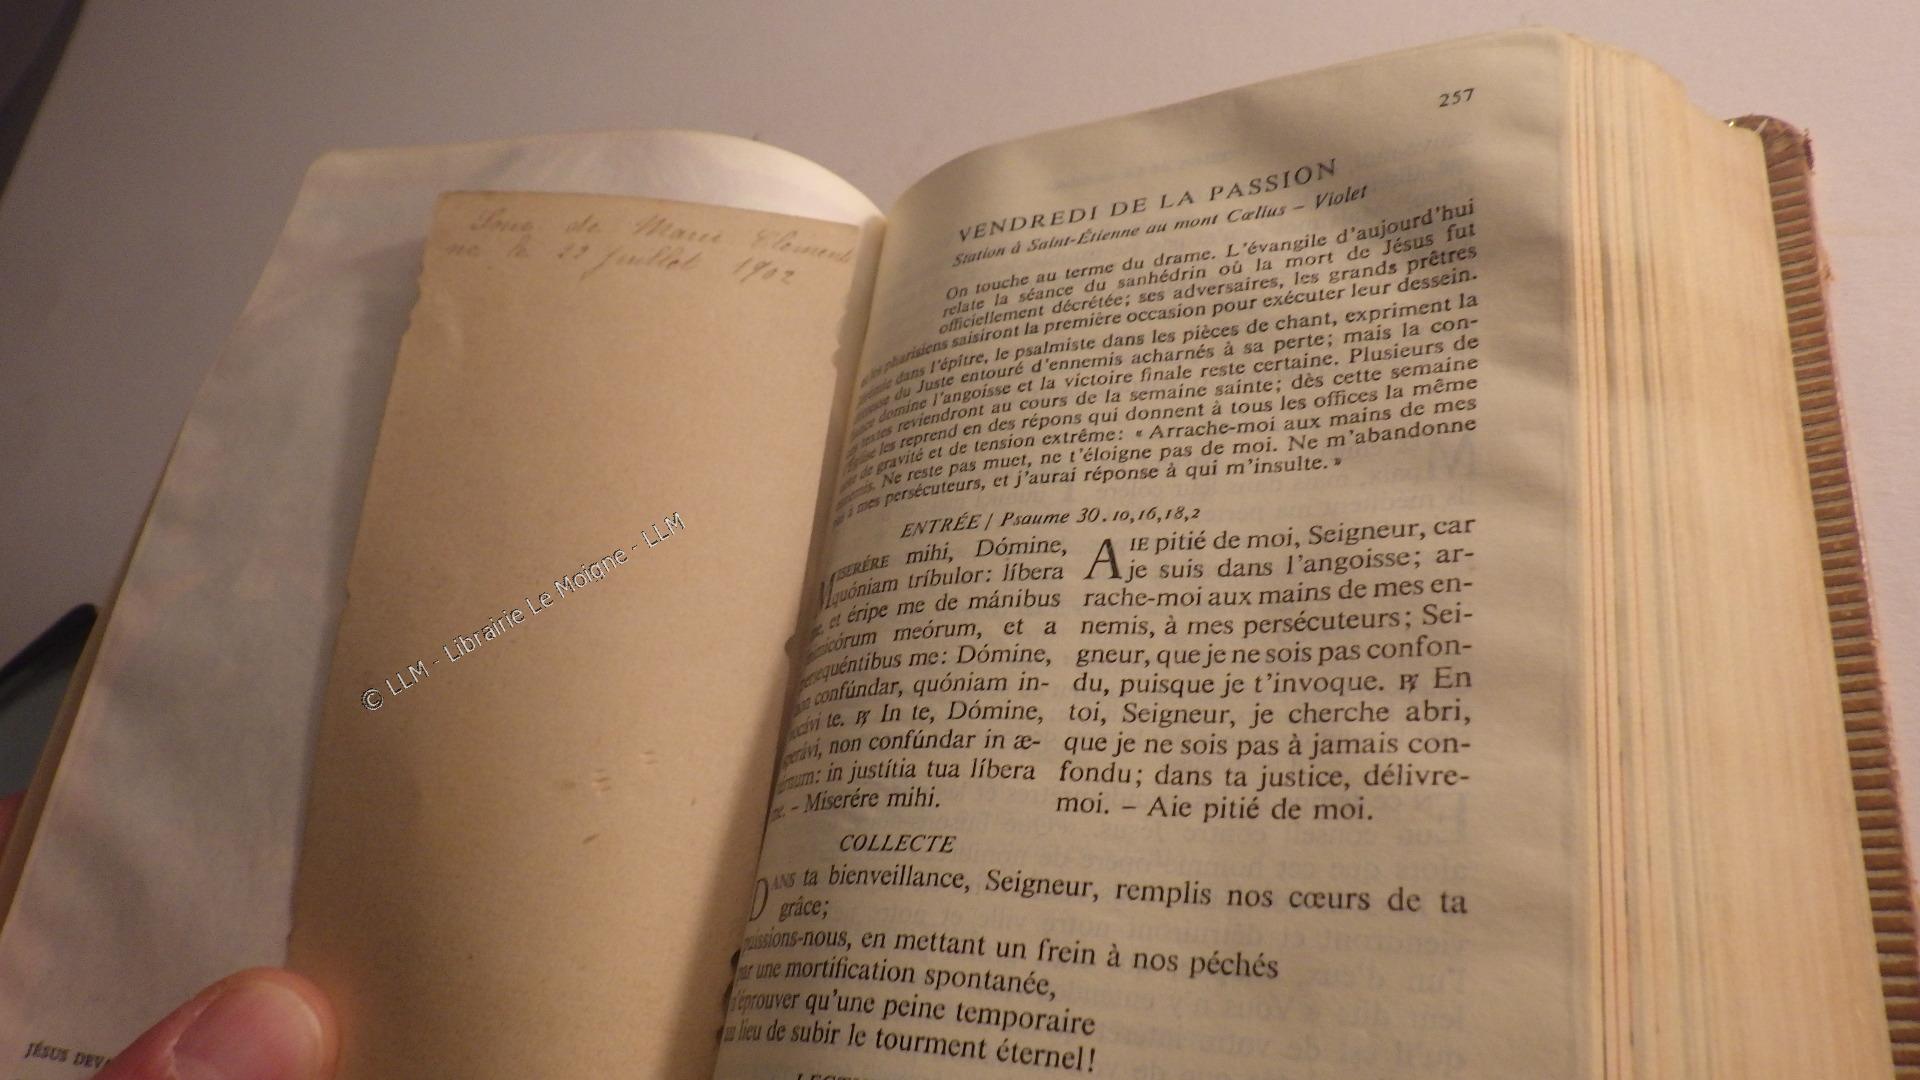 de Marie Clement
ne le 22 juillet 1902
© LLM - Librairie Le Moigne - LLM
JÉSUS
257
VENDREDI DE LA PASSION
Station à Saint-Étienne au mont Cœlius – Violet
On touche au terme du drame. L'évangile d'aujourd'hui
relate la séance du sanhédrin où la mort de Jésus fut
officiellement décrétée; ses adversaires, les grands prêtres
pharisiens saisiront la première occasion pour exécuter leur dessein.
dans l'épître, le psalmiste dans les pièces de chant, expriment la
du Juste entouré d'ennemis acharnés à sa perte; mais la con-
domine l'angoisse et la victoire finale reste certaine. Plusieurs de
textes reviendront au cours de la semaine sainte; dès cette semaine
les reprend en des répons qui donnent à tous les offices la même
de gravité et de tension extrême: « Arrache-moi aux mains de mes
Ne reste pas muet, ne t'éloigne pas de moi. Ne m'abandonne
à mes persécuteurs, et j'aurai réponse à qui m'insulte. »
ENTRÉE / Psaume 30. 10,16,18,2
MISERÉRE mihi, Dómine,
quóniam tríbulor: líbera
et éripe me de mánibus
meórum, et a
persequéntibus me: Dómine,
confúndar, quóniam in-
te. ℟ In te, Dómine,
non confúndar in æ-
in justítia tua líbera
– Miserére mihi.
AIE pitié de moi, Seigneur, car
je suis dans l'angoisse; ar-
rache-moi aux mains de mes en-
nemis, à mes persécuteurs; Sei-
gneur, que je ne sois pas confon-
du, puisque je t'invoque. ℟ En
toi, Seigneur, je cherche abri,
que je ne sois pas à jamais con-
fondu; dans ta justice, délivre-
moi. – Aie pitié de moi.
COLLECTE
DANS ta bienveillance, Seigneur, remplis nos cœurs de ta
grâce;
puissions-nous, en mettant un frein à nos péchés
par une mortification spontanée,
n'éprouver qu'une peine temporaire
au lieu de subir le tourment éternel!